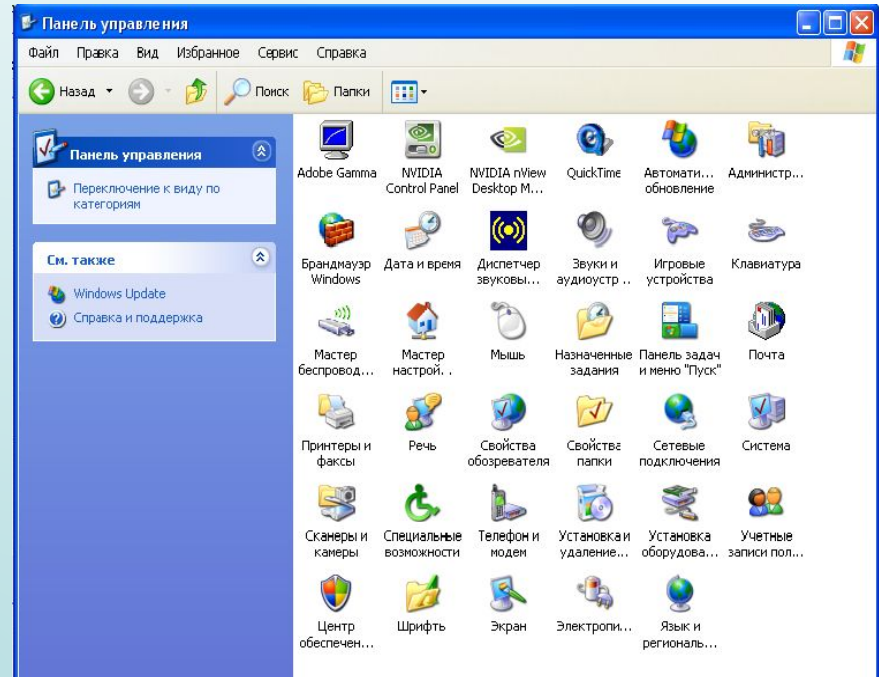 Панель управления
Файл Правка Вид Избранное Сервис Справка
Назад Поиск Папки
Панель управления
Переключение к виду по
категориям
См. также
Windows Update
Справка и поддержка
Adobe Gamma
NVIDIA
Control Panel
NVIDIA nView
Desktop M...
QuickTime
Автомати...
обновление
Администр...
Брандмауэр
Windows
Дата и время
Диспетчер
звуковы...
Звуки и
аудиоустр ..
Игровые
устройства
Клавиатура
Мастер
беспровод...
Мастер
настрой. .
Мышь
Назначенные
задания
Панель задач
и меню "Пуск"
Почта
Принтеры и
факсы
Речь
Свойства
обозревателя
Свойства
папки
Сетевые
подключения
Система
Сканеры и
камеры
Специальные
возможности
Телефон и
модем
Установка и
удаление...
Установка
оборудова...
Учетные
записи пол...
Центр
обеспечен...
Шрифты
Экран
Электропи...
Язык и
региональ...